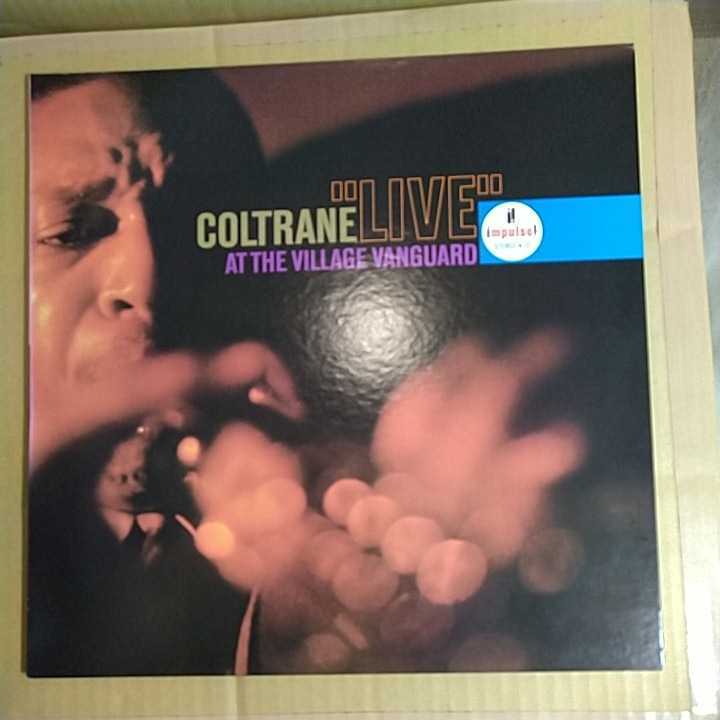 "LIVE"
COLTRANE
AT THE VILLAGE VANGUARD
impulse!